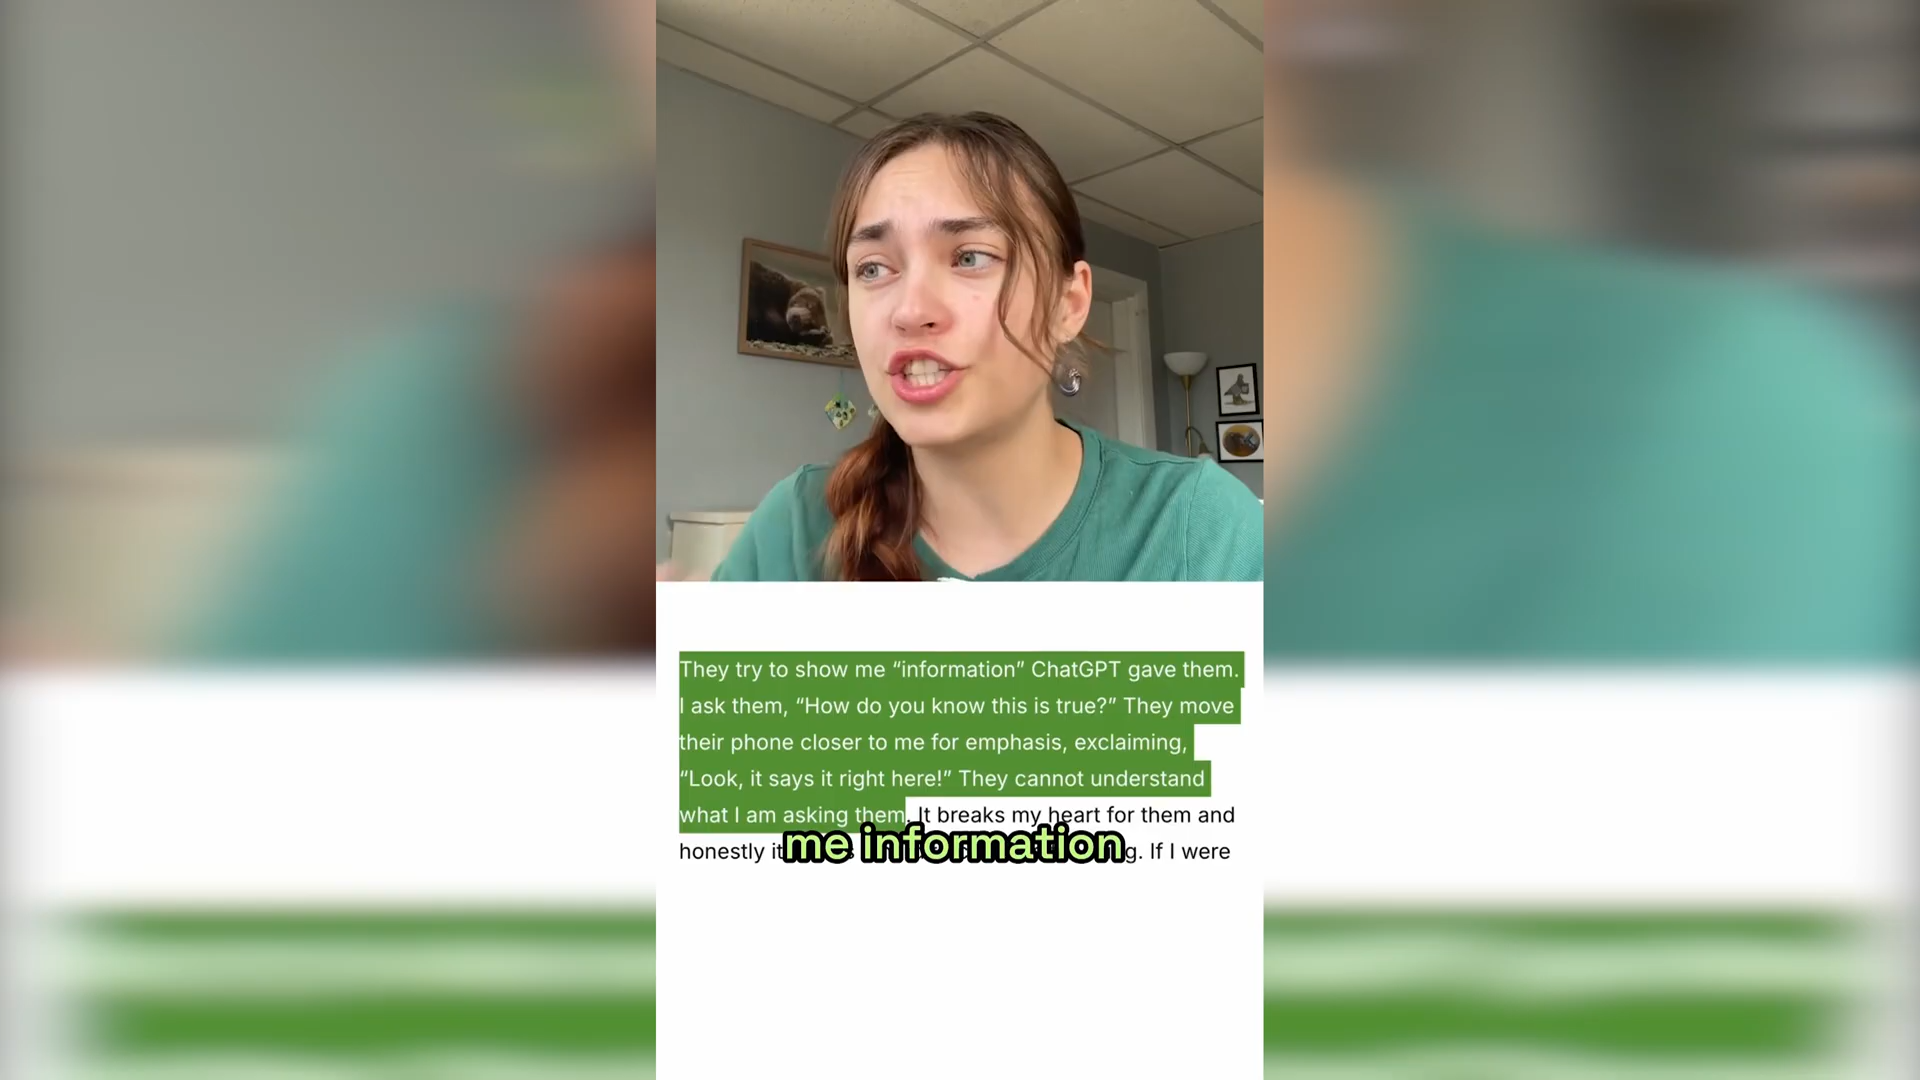 They try to show me “information” ChatGPT gave them.
I ask them, “How do you know this is true?” They move
their phone closer to me for emphasis, exclaiming,
“Look, it says it right here!” They cannot understand
what I am asking them. It breaks my heart for them and
honestly it g. If I were
me information